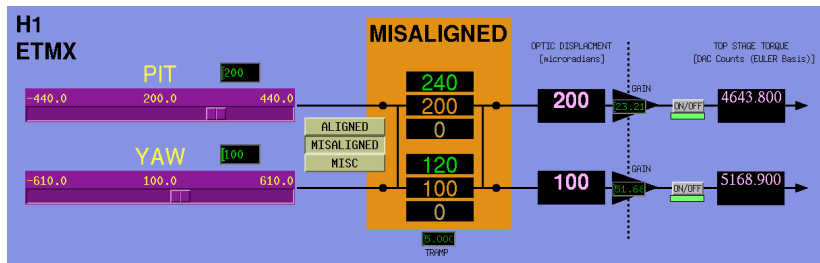 H1
ETMX
MISALIGNED
OPTIC DISPLACMENT
[microradians]
TOP STAGE TORQUE
[DAC Counts (EULER Basis)]
PIT
200
-440.0 200.0 440.0
240
200
0
200
GAIN
23.21
ON/OFF
4643.800
ALIGNED
MISALIGNED
MISC
YAW
100
-610.0 100.0 610.0
120
100
0
100
GAIN
51.68
ON/OFF
5168.900
5.000
TRAMP